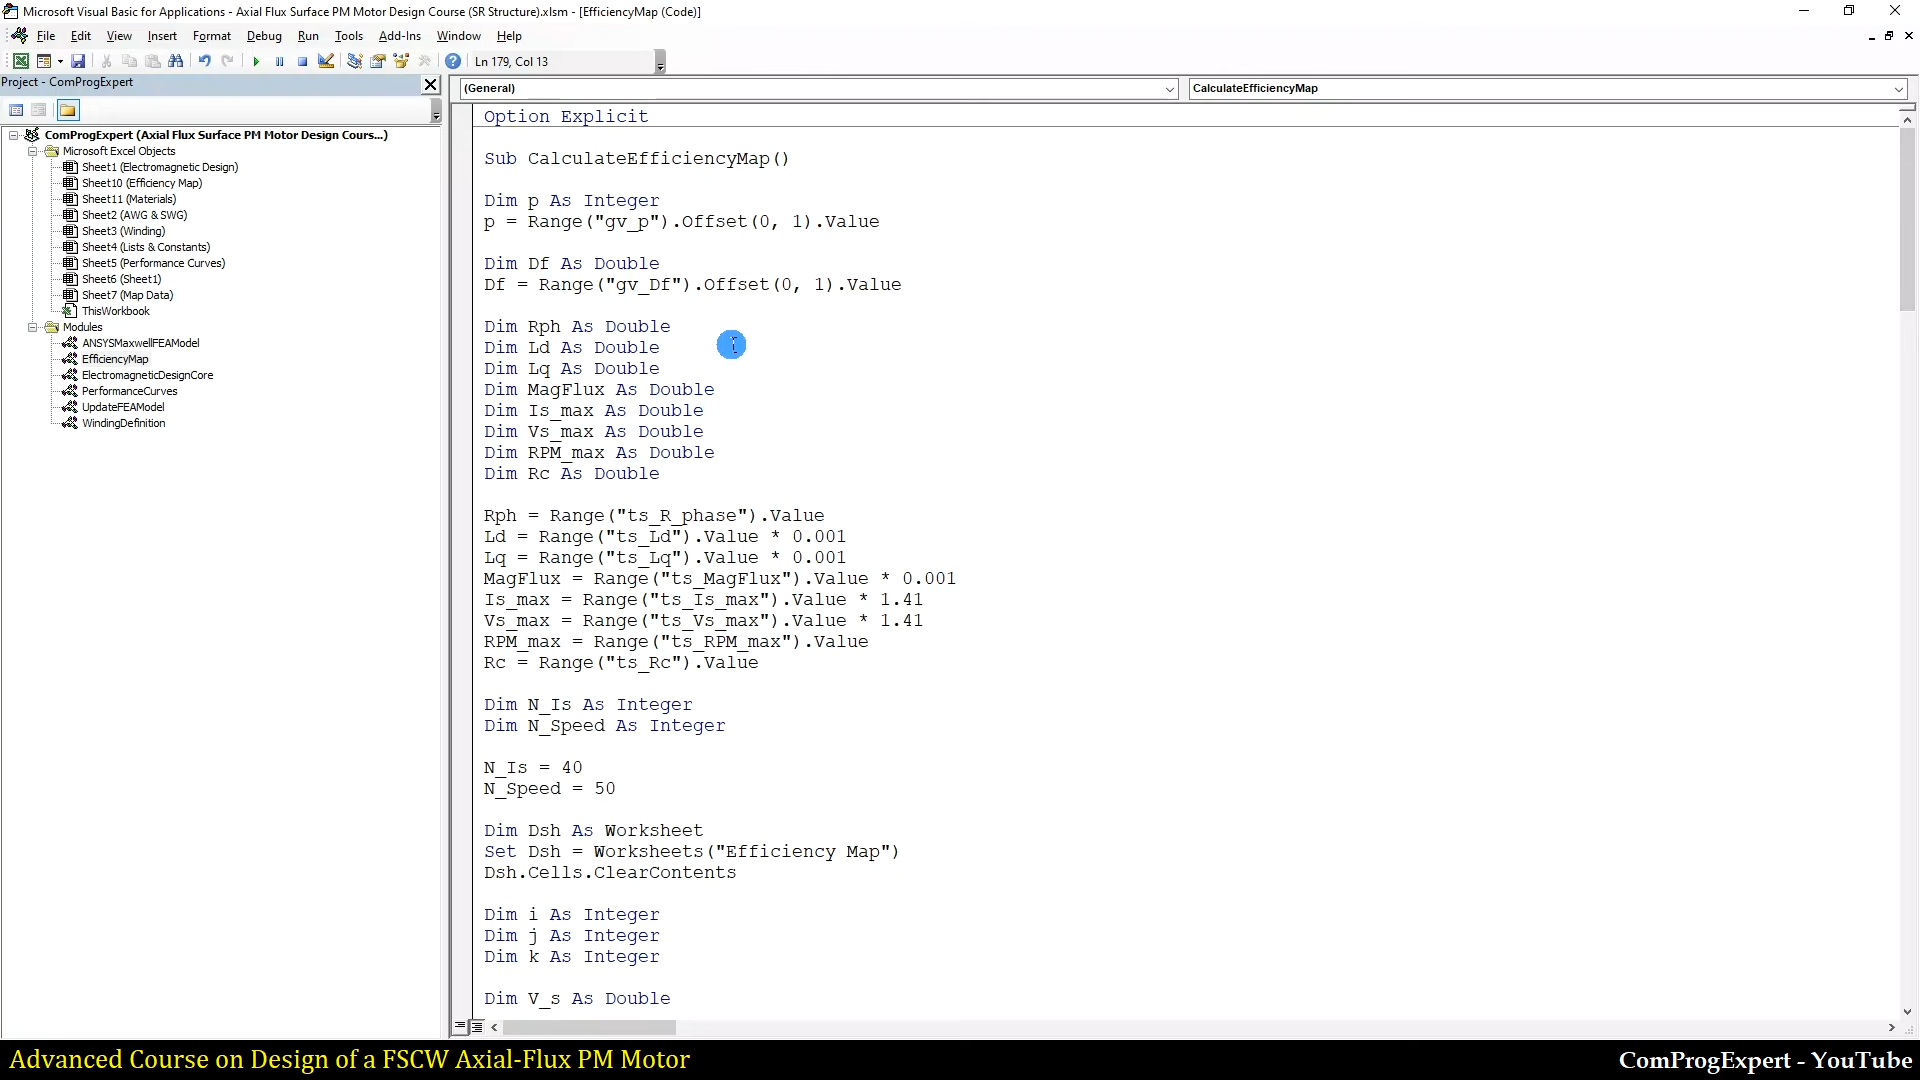 Microsoft Visual Basic for Applications - Axial Flux Surface PM Motor Design Course (SR Structure).xlsm - [EfficiencyMap (Code)]
File Edit View Insert Format Debug Run Tools Add-Ins Window Help
Ln 179, Col 13
Project - ComProgExpert
ComProgExpert (Axial Flux Surface PM Motor Design Cours...)
Microsoft Excel Objects
Sheet1 (Electromagnetic Design)
Sheet10 (Efficiency Map)
Sheet11 (Materials)
Sheet2 (AWG & SWG)
Sheet3 (Winding)
Sheet4 (Lists & Constants)
Sheet5 (Performance Curves)
Sheet6 (Sheet1)
Sheet7 (Map Data)
ThisWorkbook
Modules
ANSYSMaxwellFEAModel
EfficiencyMap
ElectromagneticDesignCore
PerformanceCurves
UpdateFEAModel
WindingDefinition
(General)
CalculateEfficiencyMap
Option Explicit
Sub CalculateEfficiencyMap()
Dim p As Integer
p = Range("gv_p").Offset(0, 1).Value
Dim Df As Double
Df = Range("gv_Df").Offset(0, 1).Value
Dim Rph As Double
Dim Ld As Double
Dim Lq As Double
Dim MagFlux As Double
Dim Is_max As Double
Dim Vs_max As Double
Dim RPM_max As Double
Dim Rc As Double
Rph = Range("ts_R_phase").Value
Ld = Range("ts_Ld").Value * 0.001
Lq = Range("ts_Lq").Value * 0.001
MagFlux = Range("ts_MagFlux").Value * 0.001
Is_max = Range("ts_Is_max").Value * 1.41
Vs_max = Range("ts_Vs_max").Value * 1.41
RPM_max = Range("ts_RPM_max").Value
Rc = Range("ts_Rc").Value
Dim N_Is As Integer
Dim N_Speed As Integer
N_Is = 40
N_Speed = 50
Dim Dsh As Worksheet
Set Dsh = Worksheets("Efficiency Map")
Dsh.Cells.ClearContents
Dim i As Integer
Dim j As Integer
Dim k As Integer
Dim V_s As Double
Advanced Course on Design of a FSCW Axial-Flux PM Motor
ComProgExpert - YouTube